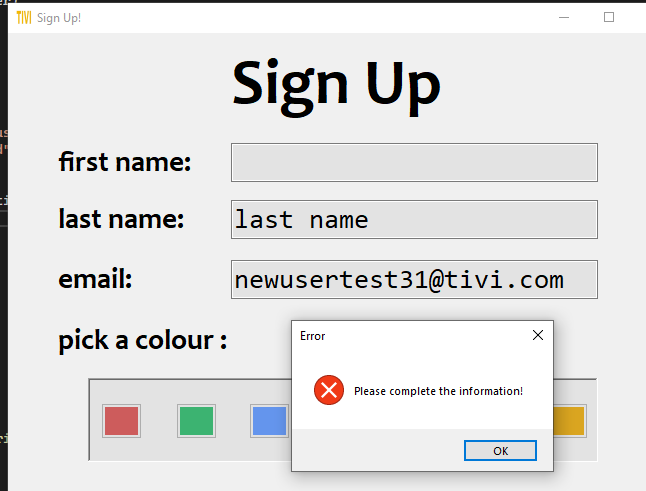 TIVI Sign Up!
Sign Up
first name:
last name: last name
email: newusertest31@tivi.com
pick a colour :
Error
Please complete the information!
OK